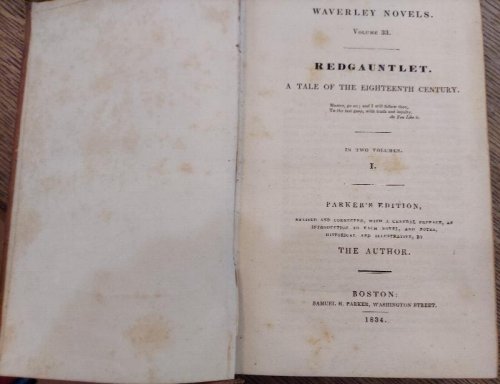 WAVERLEY NOVELS.
VOLUME 33.
REDGAUNTLET.
A TALE OF THE EIGHTEENTH CENTURY.
Master, go on; and I will follow thee,
To the last gasp, with truth and loyalty.
As You Like it.
IN TWO VOLUMES.
I.
PARKER'S EDITION,
REVISED AND CORRECTED, WITH A GENERAL PREFACE, AN
INTRODUCTION TO EACH NOVEL, AND NOTES,
HISTORICAL AND ILLUSTRATIVE, BY
THE AUTHOR.
BOSTON:
SAMUEL H. PARKER, WASHINGTON STREET.
1834.